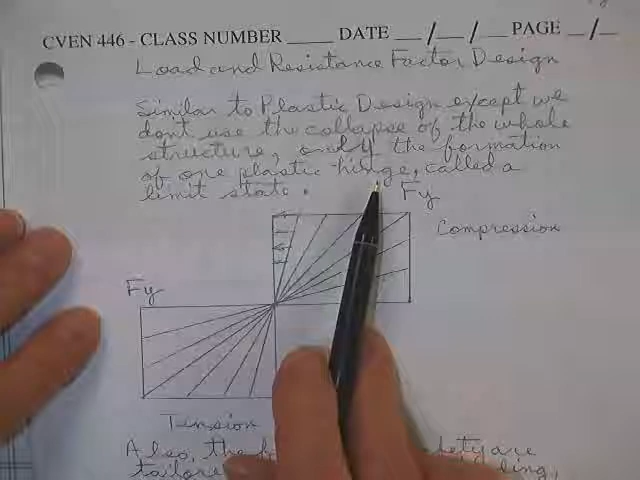 CVEN 446 - CLASS NUMBER ____ DATE __/__/__ PAGE __/__
Load and Resistance Factor Design
Similar to Plastic Design except we
don't use the collapse of the whole
structure, only the formation
of one plastic hinge, called a
limit state.
Fy
Compression
Fy
Tension
Also, the are